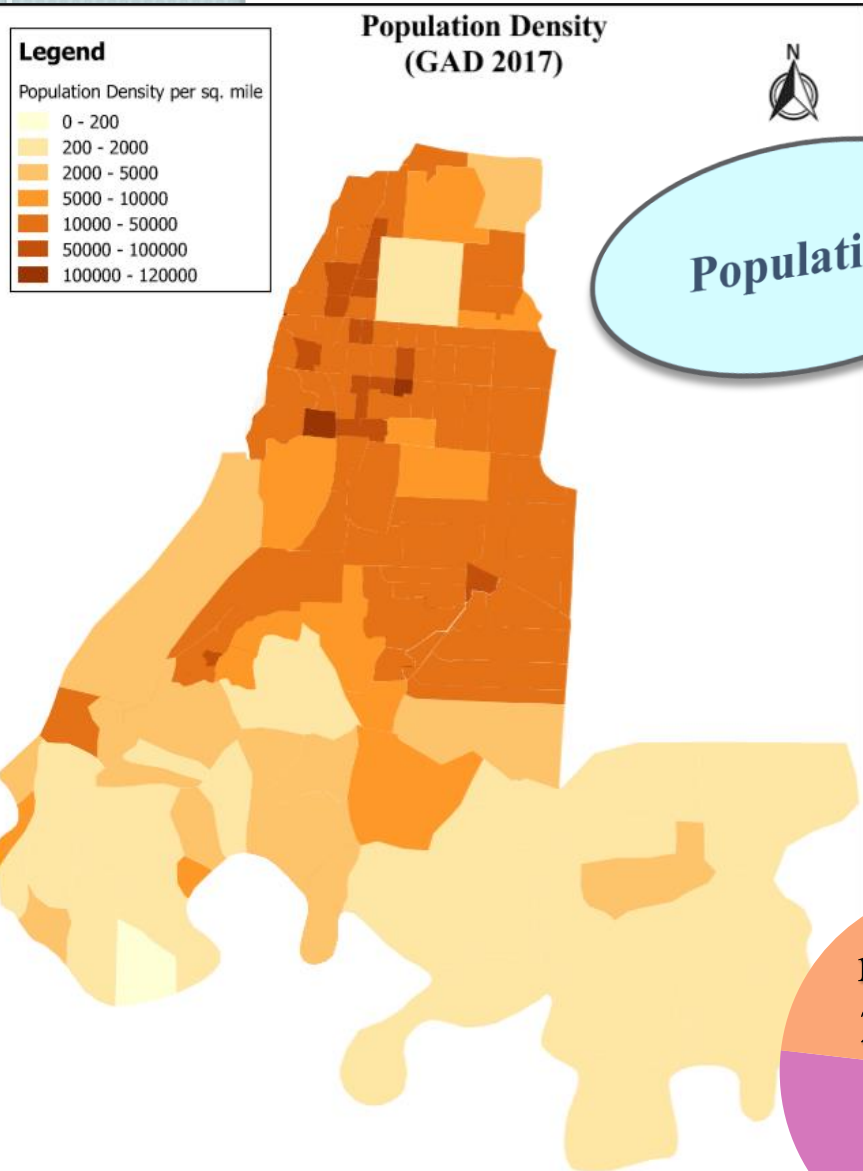 Population Density
(GAD 2017)
Legend
Population Density per sq. mile
0 - 200
200 - 2000
2000 - 5000
5000 - 10000
10000 - 50000
50000 - 100000
100000 - 120000
N
Populati